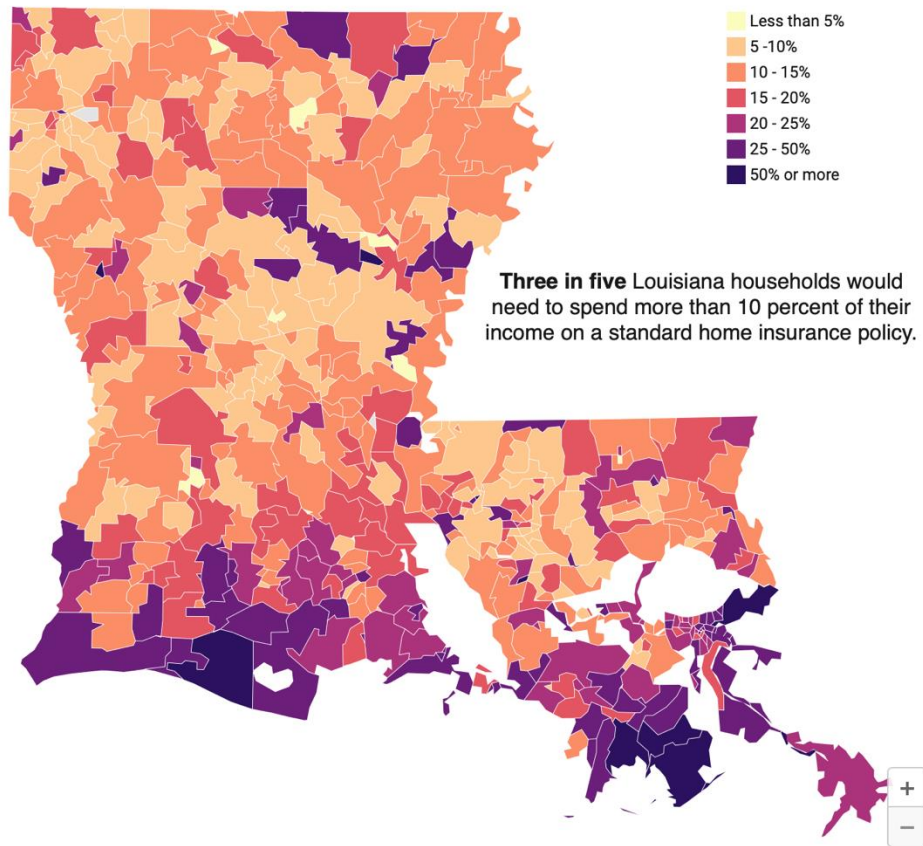 Less than 5%
5 -10%
10 - 15%
15 - 20%
20 - 25%
25 - 50%
50% or more
Three in five Louisiana households would
need to spend more than 10 percent of their
income on a standard home insurance policy.
+
−